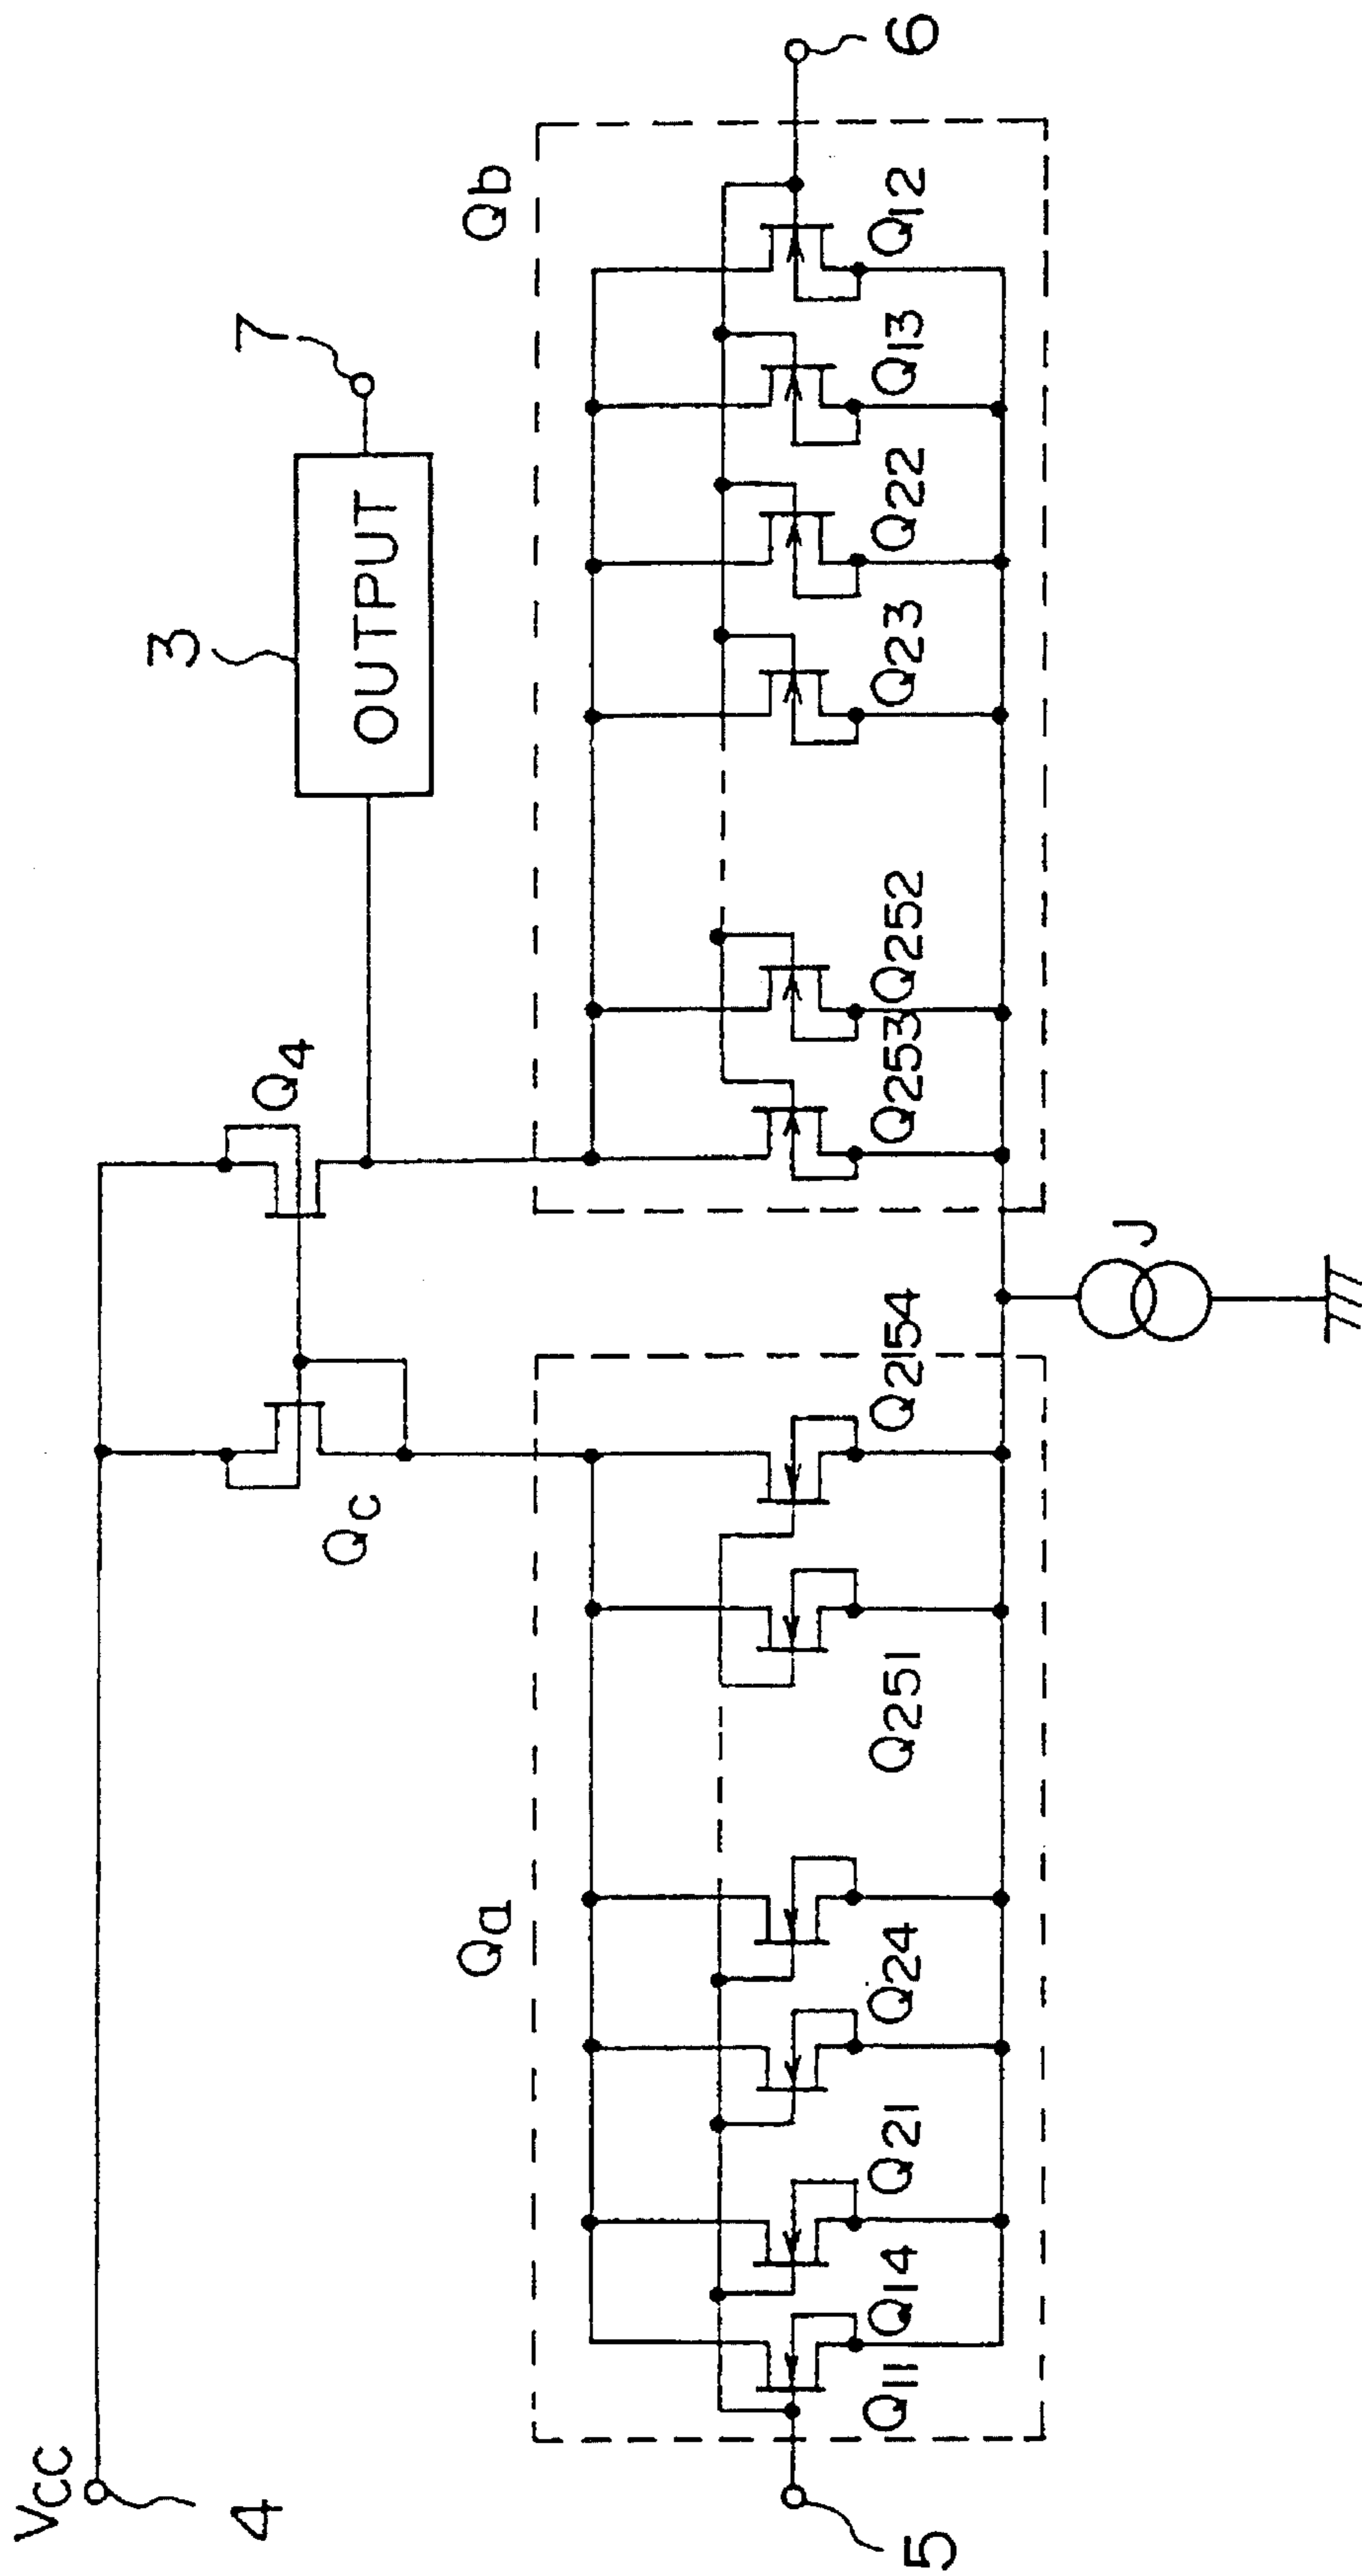 VCC
4
3
7
Q4
QC
OUTPUT
Qa
Qb
5
Q11
Q14
Q21
Q24
Q251
Q2154
Q253
Q252
Q23
Q22
Q13
Q12
6
J